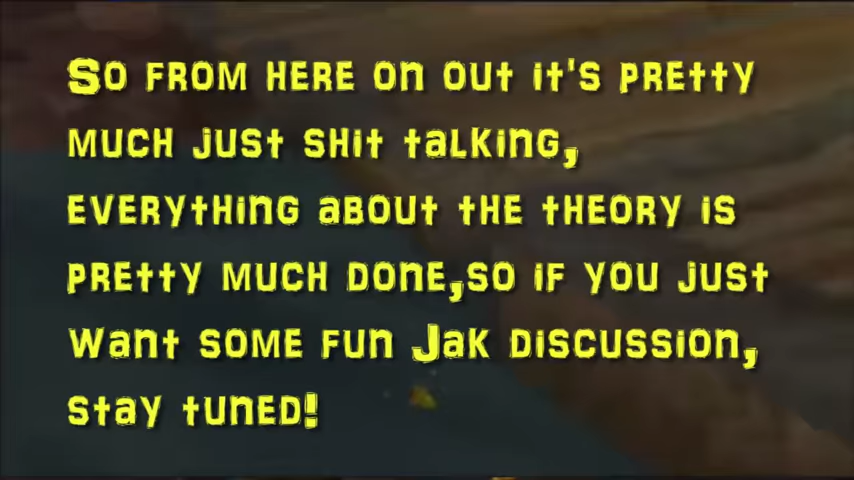 So from here on out it's pretty
much just shit talking,
everything about the theory is
pretty much done,so if you just
want some fun Jak discussion,
stay tuned!